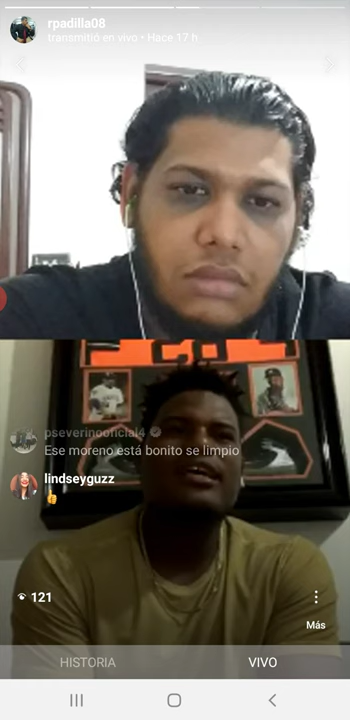 rpadilla08
transmitió en vivo • Hace 17 h
pseverinooficial4
Ese moreno está bonito se limpio
lindseyguzz
121
Más
HISTORIA
VIVO